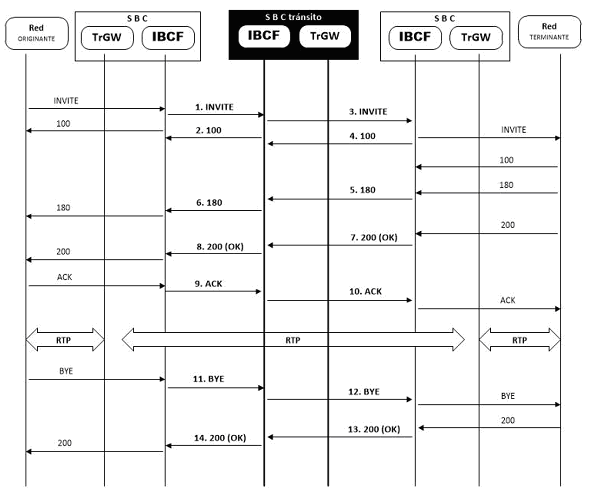 S B C
S B C tránsito
S B C
Red
ORIGINANTE
TrGW
IBCF
IBCF
TrGW
IBCF
TrGW
Red
TERMINANTE
INVITE
1. INVITE
3. INVITE
100
2. 100
4. 100
INVITE
100
5. 180
180
180
6. 180
200
7. 200 (OK)
200
8. 200 (OK)
ACK
9. ACK
10. ACK
ACK
RTP
RTP
RTP
BYE
11. BYE
12. BYE
BYE
200
13. 200 (OK)
200
14. 200 (OK)